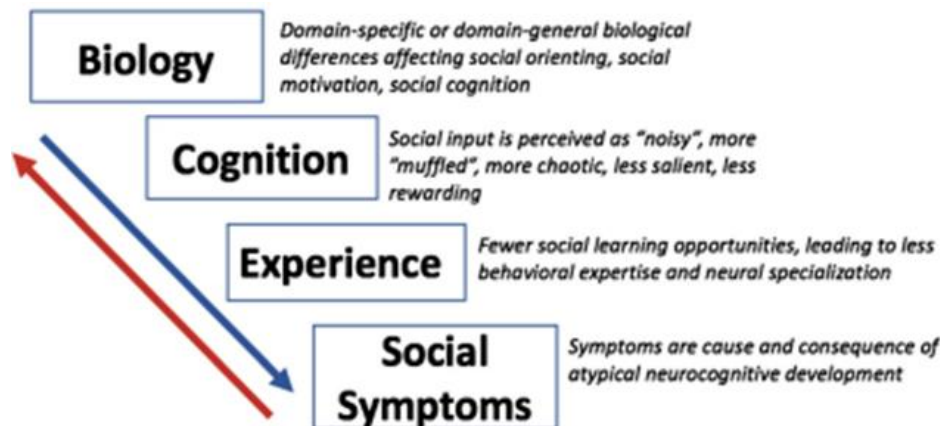 Biology
Domain-specific or domain-general biological
differences affecting social orienting, social
motivation, social cognition
Cognition
Social input is perceived as "noisy", more
"muffled", more chaotic, less salient, less
rewarding
Experience
Fewer social learning opportunities, leading to less
behavioral expertise and neural specialization
Social
Symptoms
Symptoms are cause and consequence of
atypical neurocognitive development